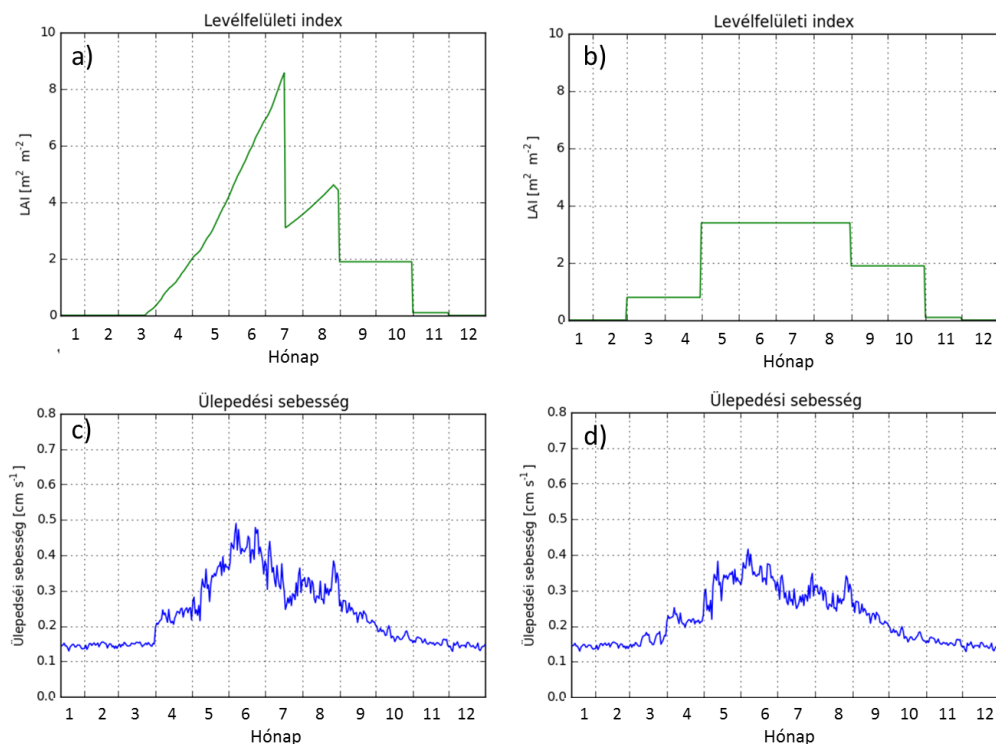 Levélfelületi index
a)
10
8
6
4
2
0
LAI [m² m⁻²]
1 2 3 4 5 6 7 8 9 10 11 12
Hónap
Levélfelületi index
b)
10
8
6
4
2
0
LAI [m² m⁻²]
1 2 3 4 5 6 7 8 9 10 11 12
Hónap
Ülepedési sebesség
c)
0.8
0.7
0.6
0.5
0.4
0.3
0.2
0.1
0.0
Ülepedséi sebesség [cm s⁻¹]
1 2 3 4 5 6 7 8 9 10 11 12
Hónap
Ülepedési sebesség
d)
0.8
0.7
0.6
0.5
0.4
0.3
0.2
0.1
0.0
Ülepedséi sebesség [cm s⁻¹]
1 2 3 4 5 6 7 8 9 10 11 12
Hónap